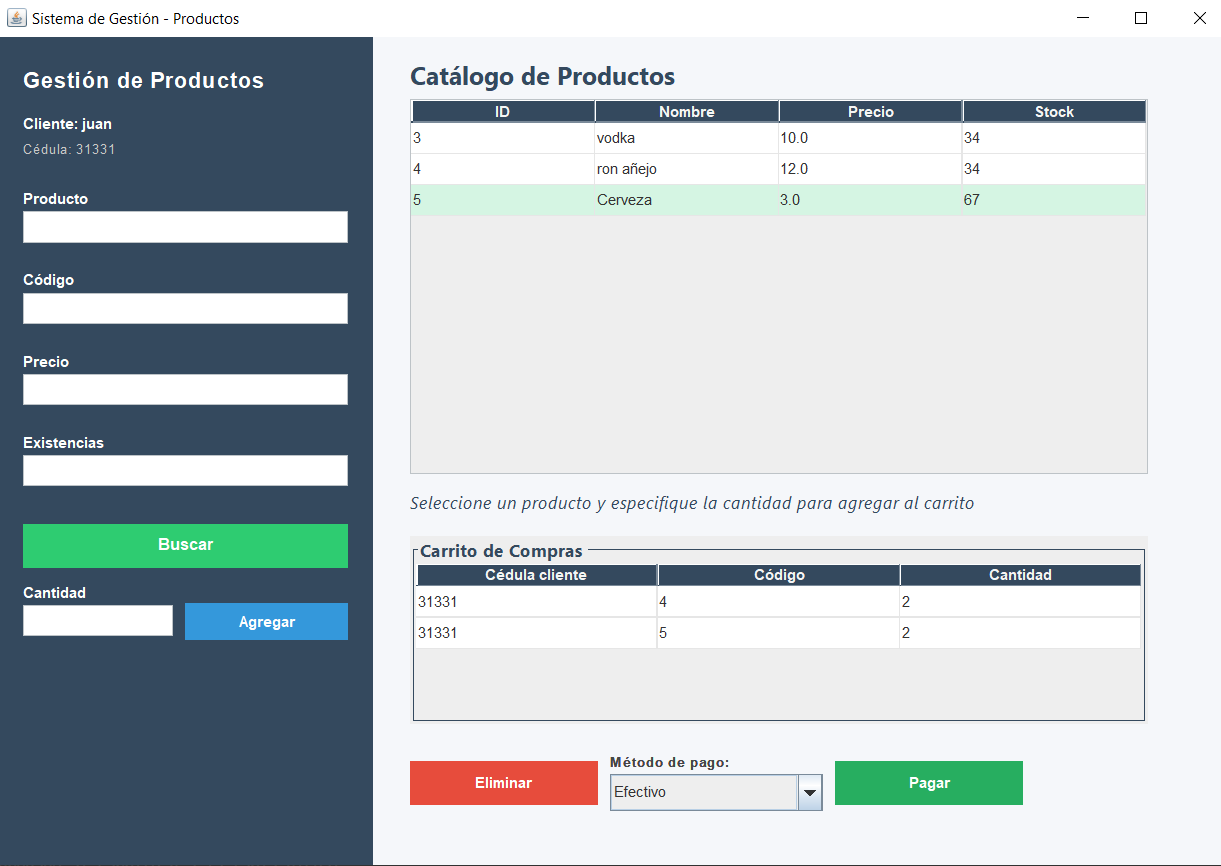 Sistema de Gestión - Productos
Gestión de Productos
Cliente: juan
Cédula: 31331
Producto
Código
Precio
Existencias
Buscar
Cantidad
Agregar
Catálogo de Productos
ID Nombre Precio Stock
3 vodka 10.0 34
4 ron añejo 12.0 34
5 Cerveza 3.0 67
Seleccione un producto y especifique la cantidad para agregar al carrito
Carrito de Compras
Cédula cliente Código Cantidad
31331 4 2
31331 5 2
Eliminar
Método de pago:
Efectivo
Pagar